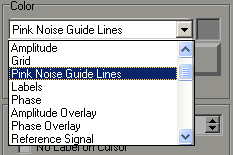 Color
Pink Noise Guide Lines
Amplitude
Grid
Pink Noise Guide Lines
Labels
Phase
Amplitude Overlay
Phase Overlay
Reference Signal
No Label on Cursor